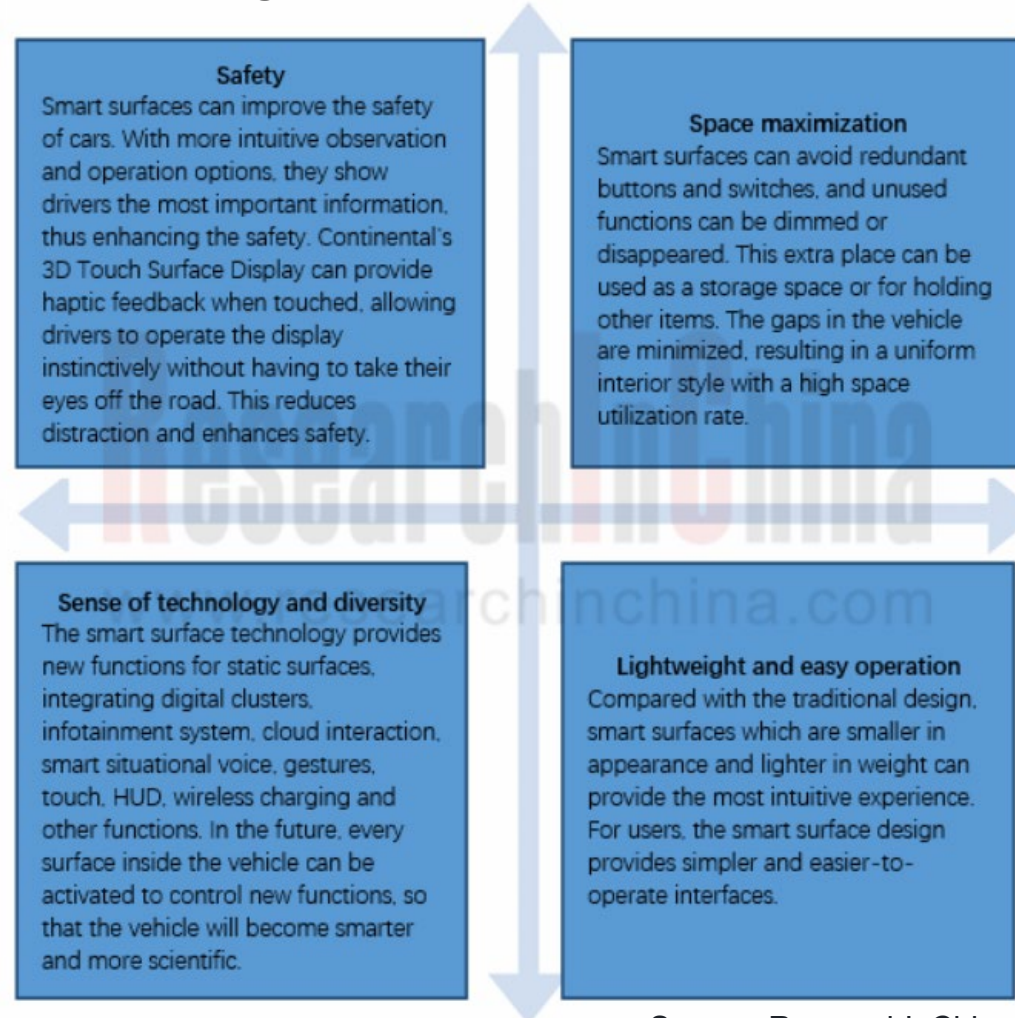 Safety
Smart surfaces can improve the safety
of cars. With more intuitive observation
and operation options, they show
drivers the most important information,
thus enhancing the safety. Continental's
3D Touch Surface Display can provide
haptic feedback when touched, allowing
drivers to operate the display
instinctively without having to take their
eyes off the road. This reduces
distraction and enhances safety.
Space maximization
Smart surfaces can avoid redundant
buttons and switches, and unused
functions can be dimmed or
disappeared. This extra place can be
used as a storage space or for holding
other items. The gaps in the vehicle
are minimized, resulting in a uniform
interior style with a high space
utilization rate.
ResearchInChina
www.researchinchina.com
Sense of technology and diversity
The smart surface technology provides
new functions for static surfaces,
integrating digital clusters,
infotainment system, cloud interaction,
smart situational voice, gestures,
touch, HUD, wireless charging and
other functions. In the future, every
surface inside the vehicle can be
activated to control new functions, so
that the vehicle will become smarter
and more scientific.
Lightweight and easy operation
Compared with the traditional design,
smart surfaces which are smaller in
appearance and lighter in weight can
provide the most intuitive experience.
For users, the smart surface design
provides simpler and easier-to-
operate interfaces.